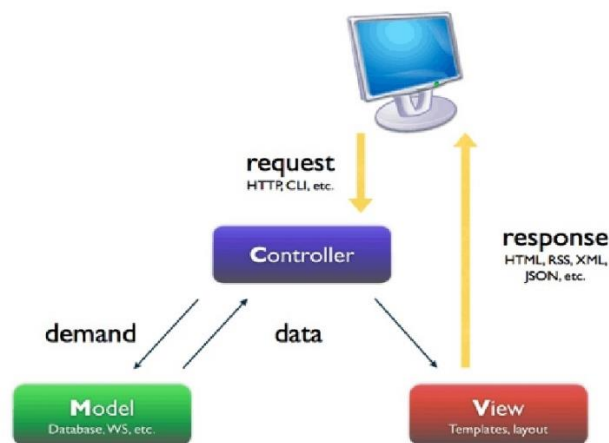 request
HTTP, CLI, etc.
Controller
response
HTML, RSS, XML,
JSON, etc.
demand
data
Model
Database, WS, etc.
View
Templates, layout